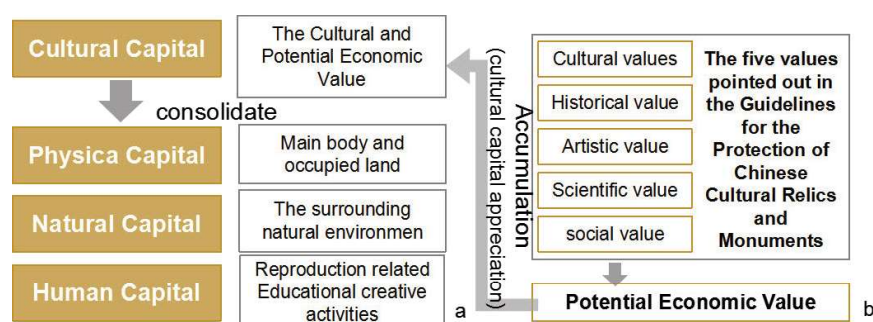 Cultural Capital
The Cultural and
Potential Economic
Value
consolidate
Physica Capital
Main body and
occupied land
Natural Capital
The surrounding
natural environmen
Human Capital
Reproduction related
Educational creative
activities
a
Accumulation
(cultural capital appreciation)
Cultural values
Historical value
Artistic value
Scientific value
social value
The five values
pointed out in
the Guidelines
for the
Protection of
Chinese
Cultural Relics
and
Monuments
Potential Economic Value
b